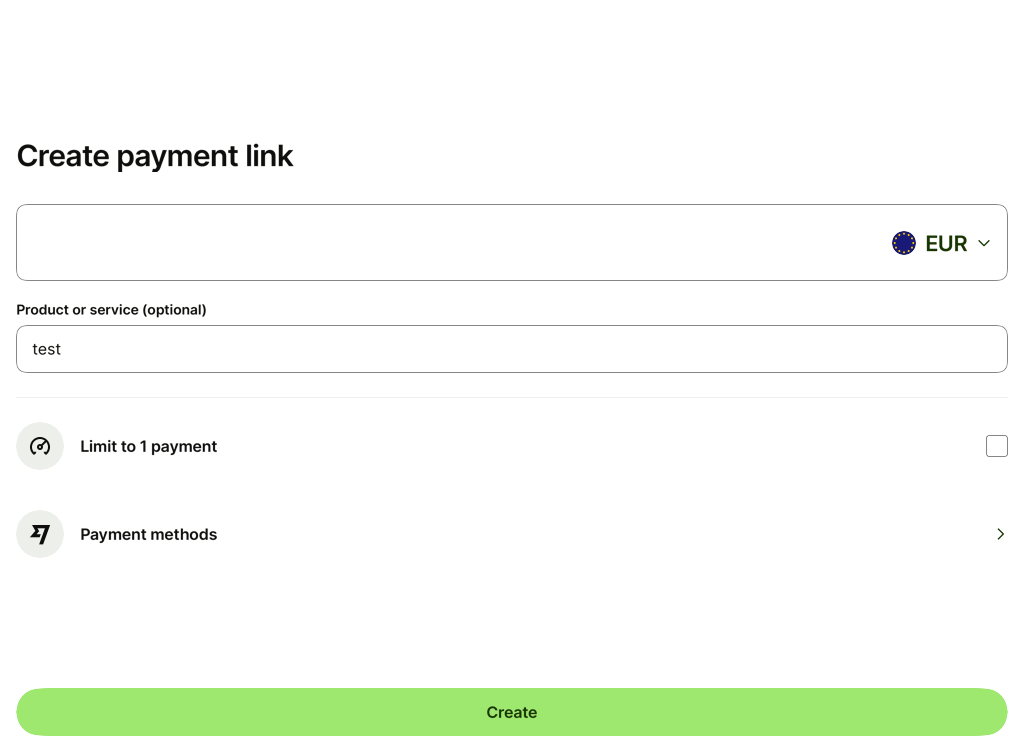 Create payment link
EUR
Product or service (optional)
test
Limit to 1 payment
Payment methods
Create